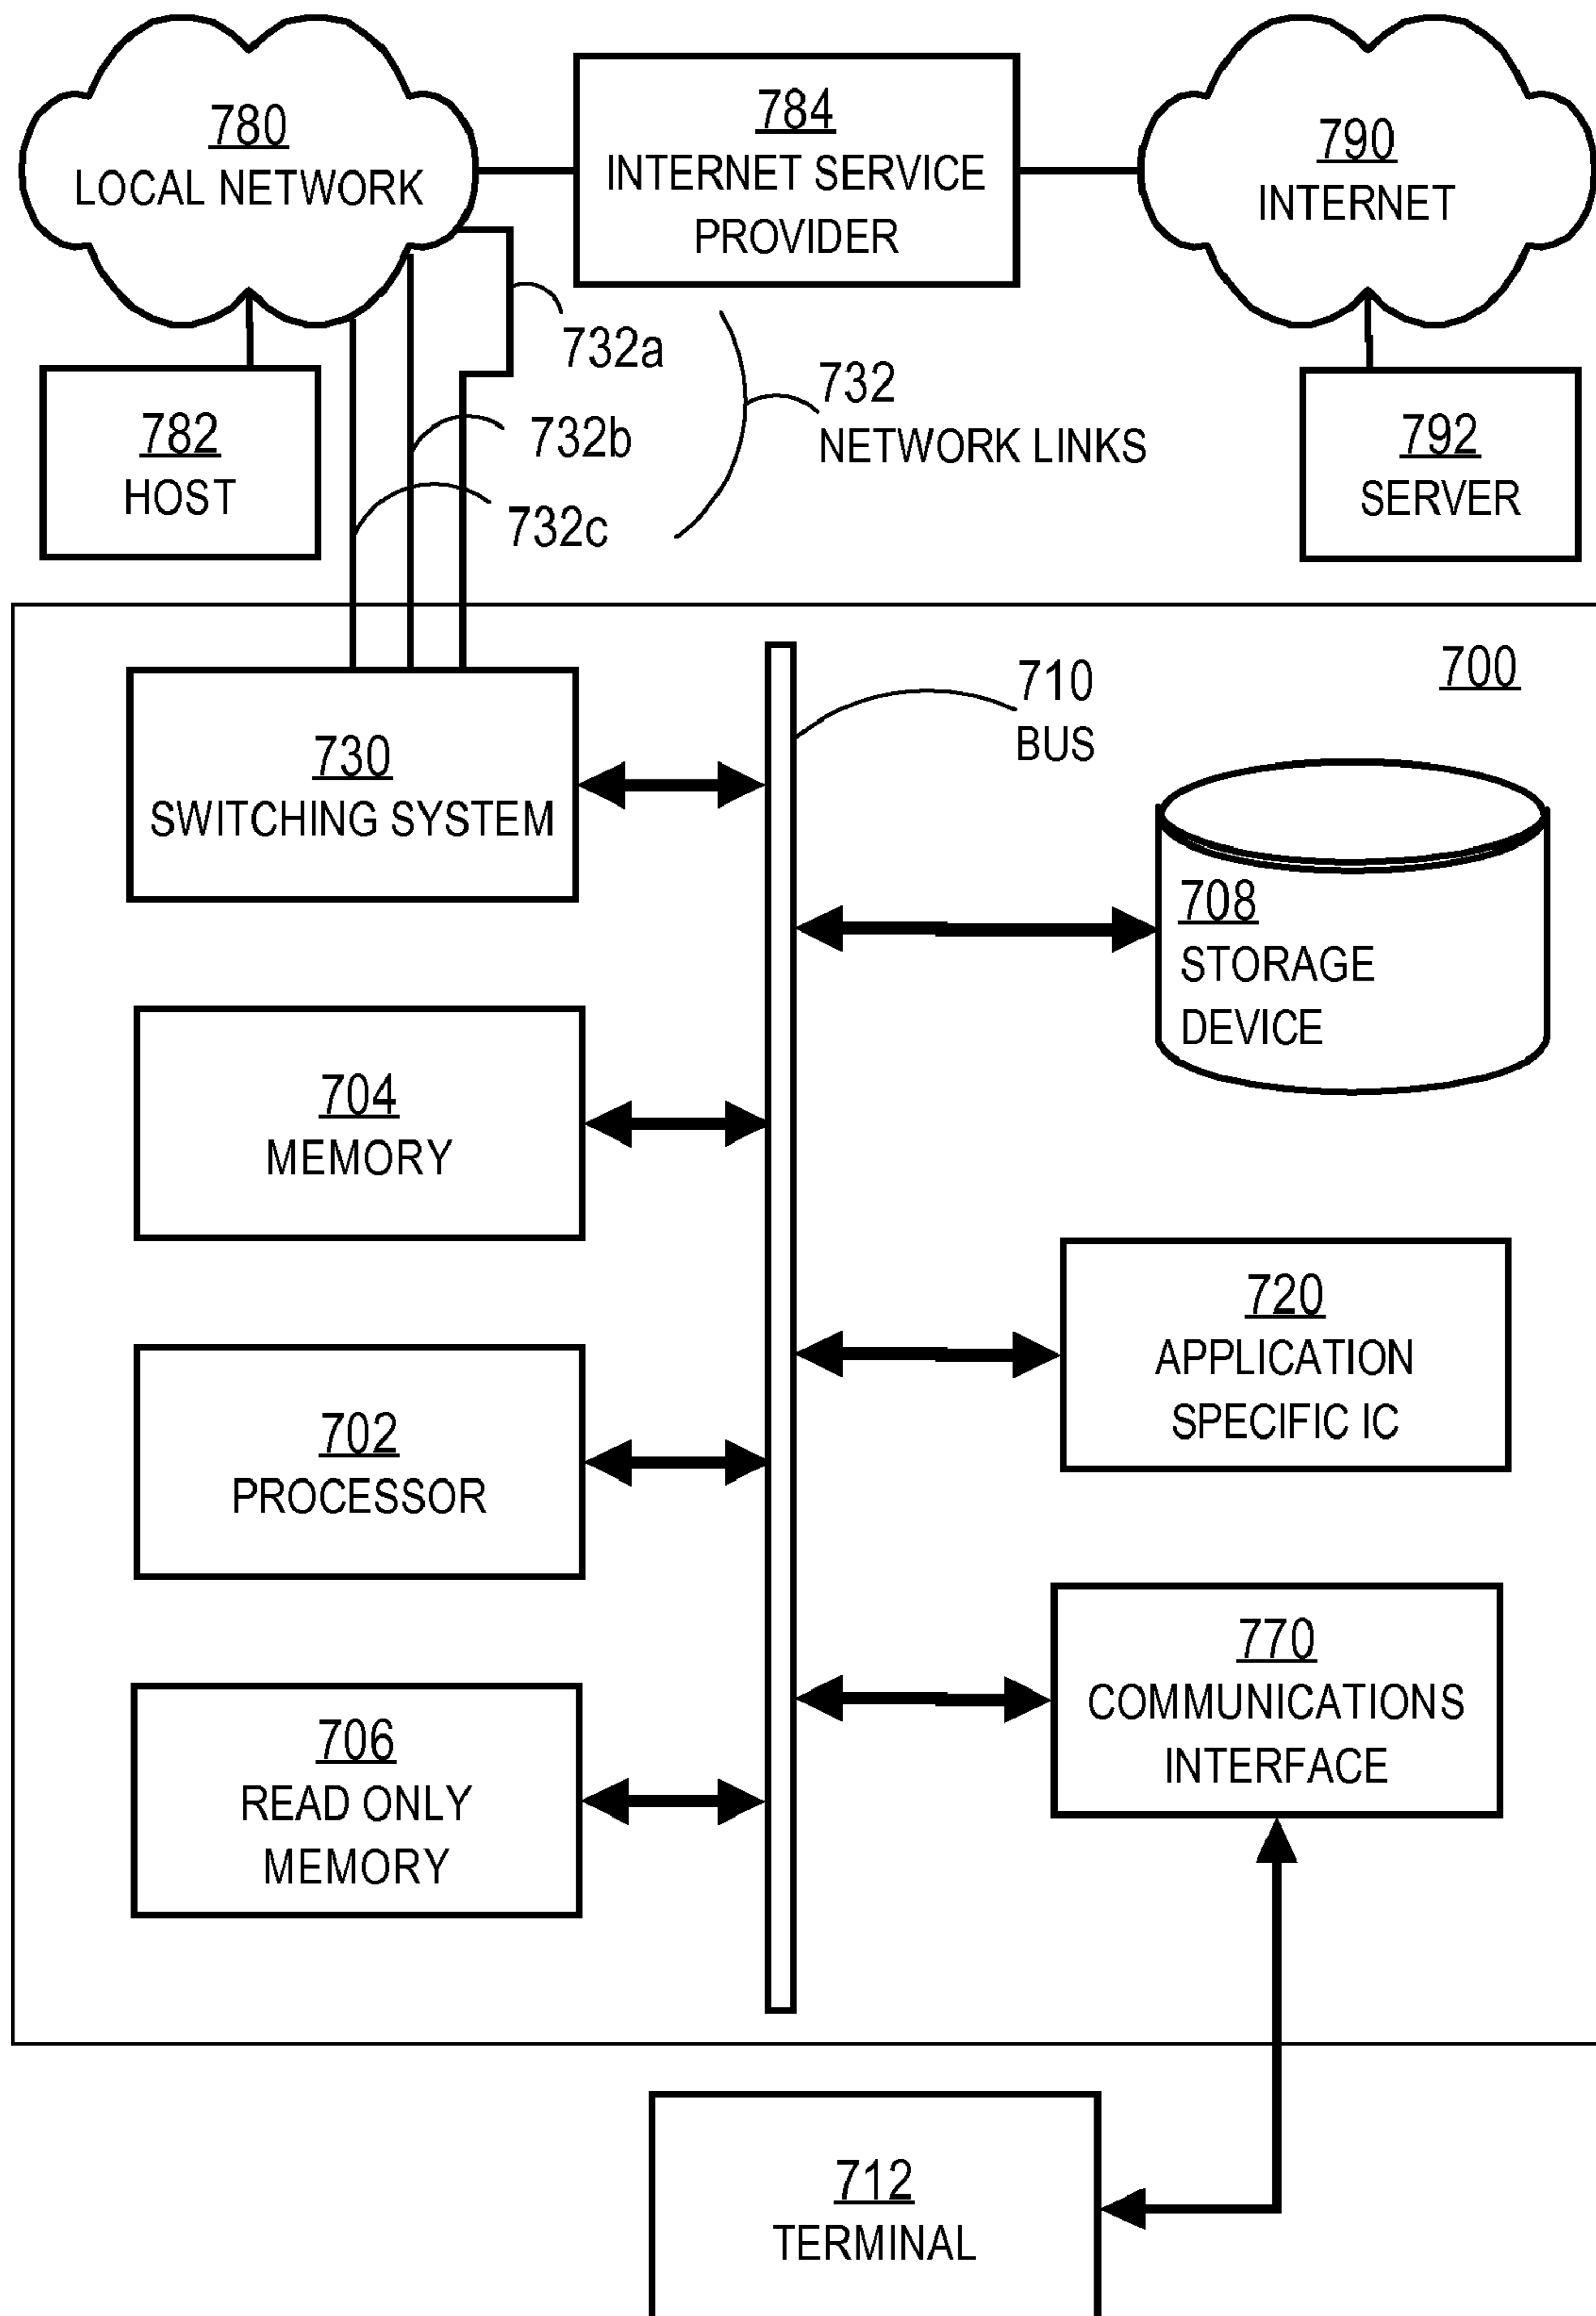 780
LOCAL NETWORK
784
INTERNET SERVICE
PROVIDER
790
INTERNET
732a
732
NETWORK LINKS
732b
732c
782
HOST
792
SERVER
700
710
BUS
730
SWITCHING SYSTEM
708
STORAGE
DEVICE
704
MEMORY
720
APPLICATION
SPECIFIC IC
702
PROCESSOR
770
COMMUNICATIONS
INTERFACE
706
READ ONLY
MEMORY
712
TERMINAL